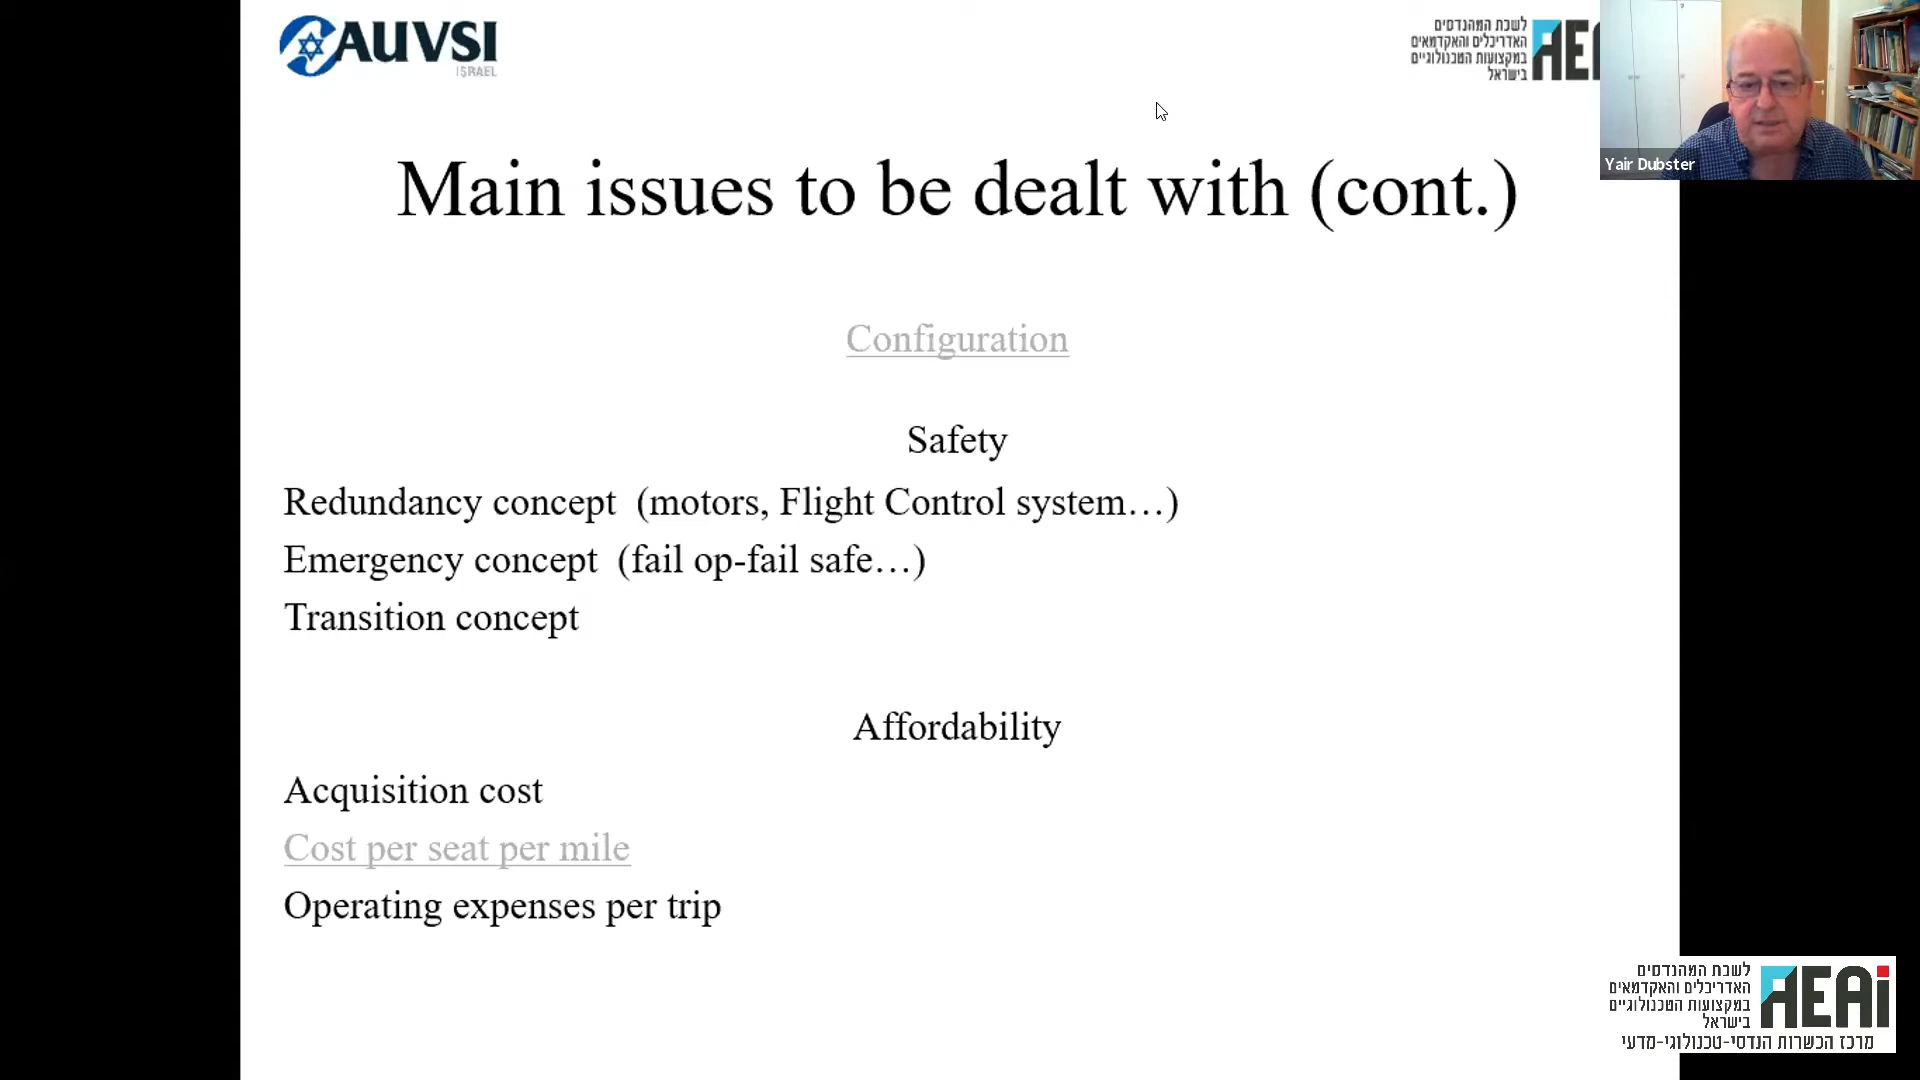 AUVSI
ISRAEL
לשכת המהנדסים
האדריכלים והאקדמאים
במקצועות הטכנולוגיים
בישראל
AE
Yair Dubster
Main issues to be dealt with (cont.)
Configuration
Safety
Redundancy concept (motors, Flight Control system…)
Emergency concept (fail op-fail safe…)
Transition concept
Affordability
Acquisition cost
Cost per seat per mile
Operating expenses per trip
לשכת המהנדסים
האדריכלים והאקדמאים
במקצועות הטכנולוגיים
בישראל
AEAi
מרכז הכשרות הנדסי-טכנולוגי-מדעי